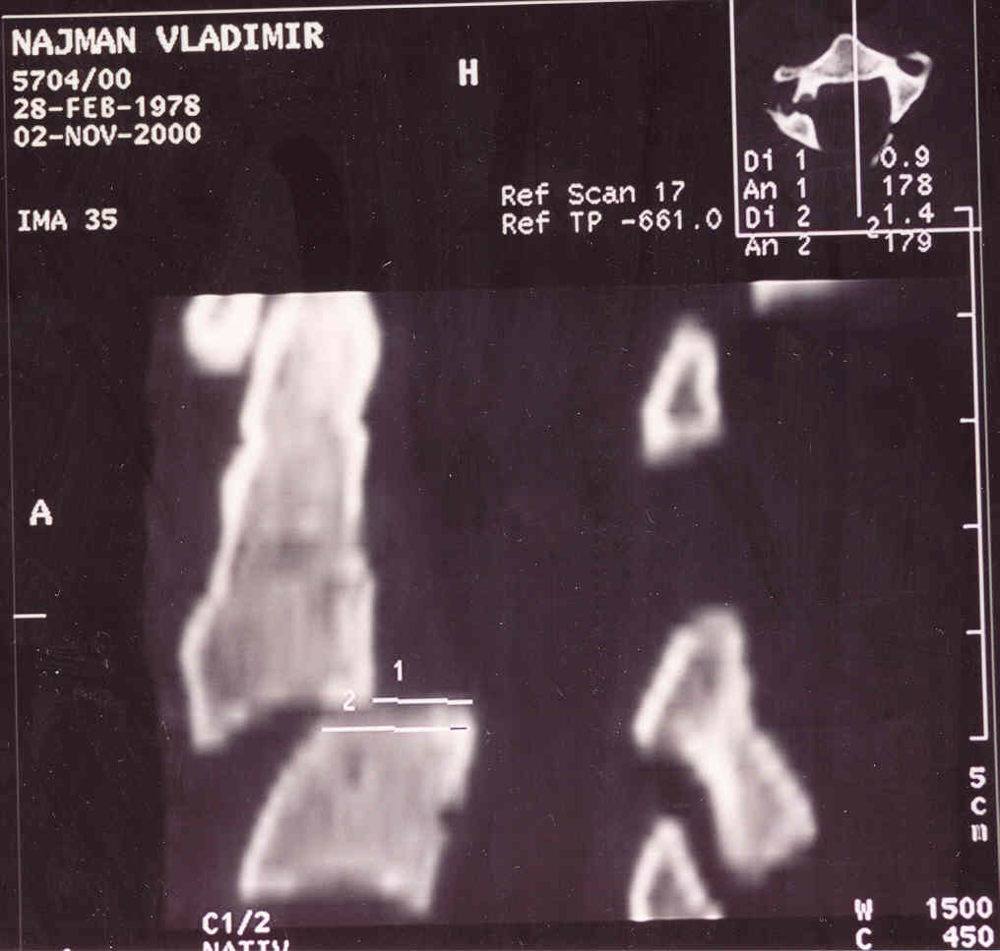 NAJMAN VLADIMIR
5704/00
28-FEB-1978
02-NOV-2000
H
IMA 35
Ref Scan 17
Ref TP -661.0
Di 1 0.9
An 1 178
Di 2 1.4
An 2 179
2
A
1
2
5
c
m
W 1500
C 450
C1/2
NATIV